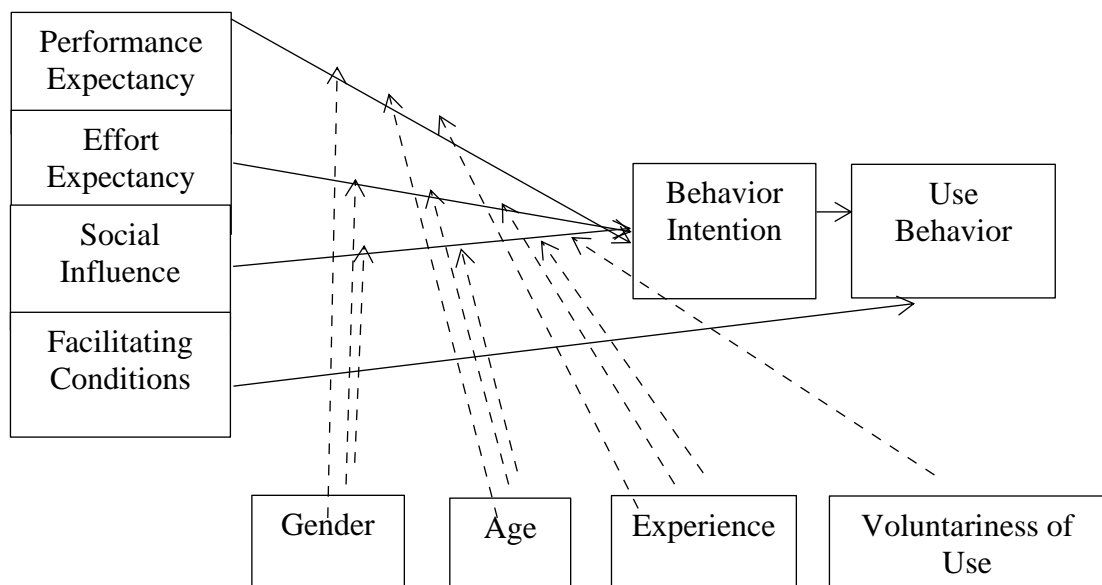 Performance
Expectancy
Effort
Expectancy
Social
Influence
Facilitating
Conditions
Behavior
Intention
Use
Behavior
Gender
Age
Experience
Voluntariness of
Use